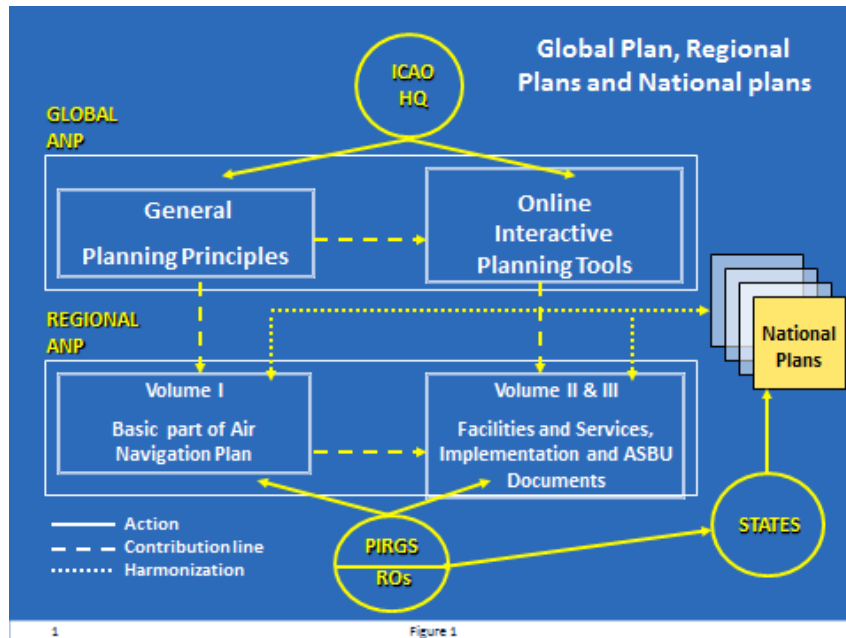 Global Plan, Regional
Plans and National plans
ICAO
HQ
GLOBAL
ANP
General
Planning Principles
Online
Interactive
Planning Tools
REGIONAL
ANP
National
Plans
Volume I
Basic part of Air
Navigation Plan
Volume II & III
Facilities and Services,
Implementation and ASBU
Documents
Action
Contribution line
Harmonization
PIRGS
ROs
STATES
1
Figure 1